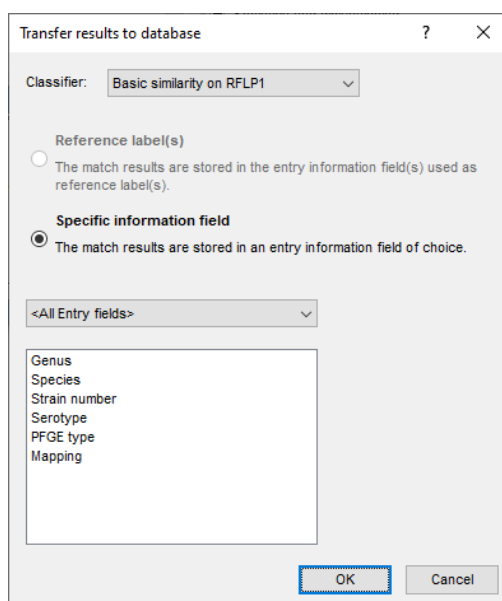 Transfer results to database
?
Classifier:
Basic similarity on RFLP1
Reference label(s)
The match results are stored in the entry information field(s) used as
reference label(s).
Specific information field
The match results are stored in an entry information field of choice.
<All Entry fields>
Genus
Species
Strain number
Serotype
PFGE type
Mapping
OK
Cancel